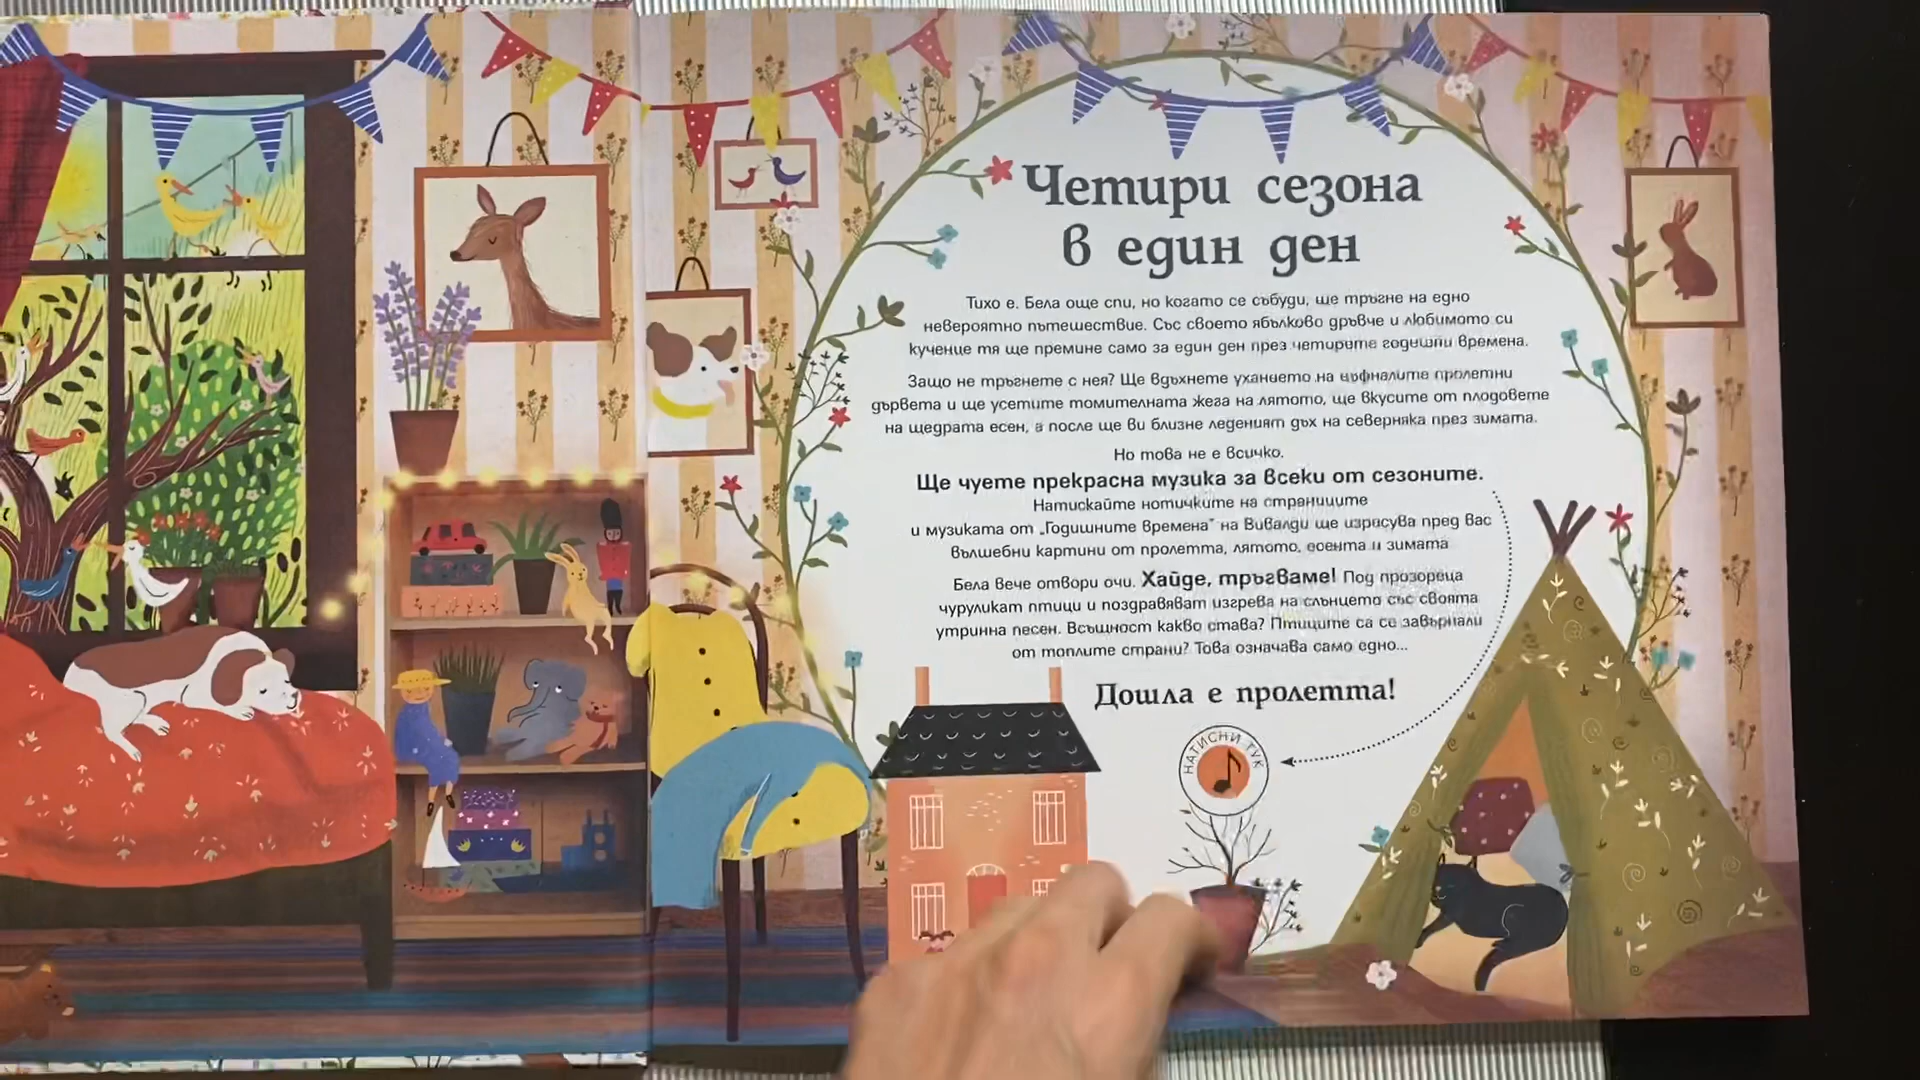 Четири сезона
в един ден
Тихо е. Бела още спи, но когато се събуди, ще тръгне на едно
невероятно пътешествие. Със своето ябълково дръвче и любимото си
кученце тя ще премине само за един ден през четирите годишни времена.
Защо не тръгнете с нея? Ще вдъхнете уханието на цъфналите пролетни
дървета и ще усетите томителната жега на лятото, ще вкусите от плодовете
на щедрата есен, а после ще ви близне леденият дъх на северняка през зимата.
Но това не е всичко.
Ще чуете прекрасна музика за всеки от сезоните.
Натискайте нотичките на страниците
и музиката от „Годишните времена“ на Вивалди ще изрисува пред вас
вълшебни картини от пролетта, лятото, есента и зимата
Бела вече отвори очи. Хайде, тръгваме! Под прозореца
чуруликат птици и поздравяват изгрева на слънцето със своята
утринна песен. Всъщност какво става? Птиците са се завърнали
от топлите страни? Това означава само едно...
Дошла е пролетта!
НАТИСНИ ТУК